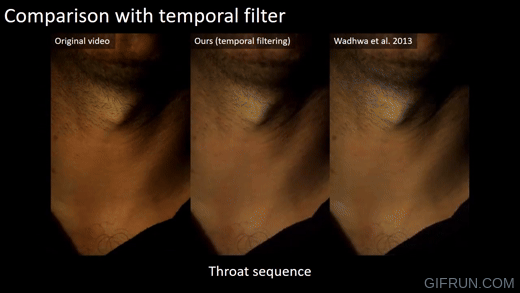 Comparison with temporal filter
Original video
Ours (temporal filtering)
Wadhwa et al. 2013
Throat sequence
GIFRUN.COM